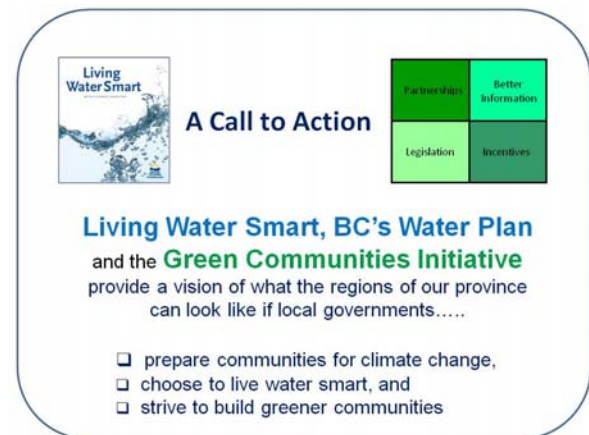 Living
Water Smart
A Call to Action
Partnerships
Better
Information
Legislation
Incentives
Living Water Smart, BC's Water Plan
and the Green Communities Initiative
provide a vision of what the regions of our province
can look like if local governments…..
❑ prepare communities for climate change,
❑ choose to live water smart, and
❑ strive to build greener communities